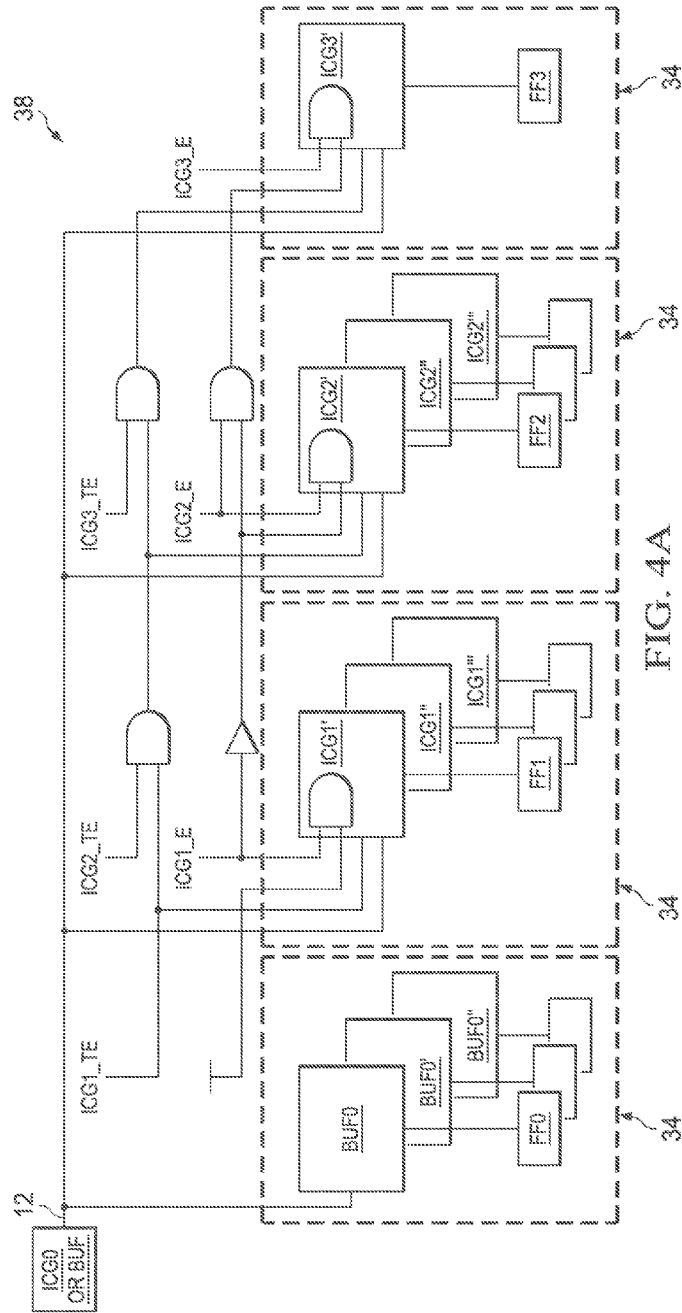 38
12
ICG0
OR BUF
ICG1_TE
ICG2_TE
ICG3_TE
ICG1_E
ICG2_E
ICG3_E
BUF0
BUF0'
BUF0"
FF0
34
ICG1'
ICG1"
ICG1'''
FF1
34
ICG2'
ICG2"
ICG2'''
FF2
34
ICG3'
FF3
34
FIG. 4A